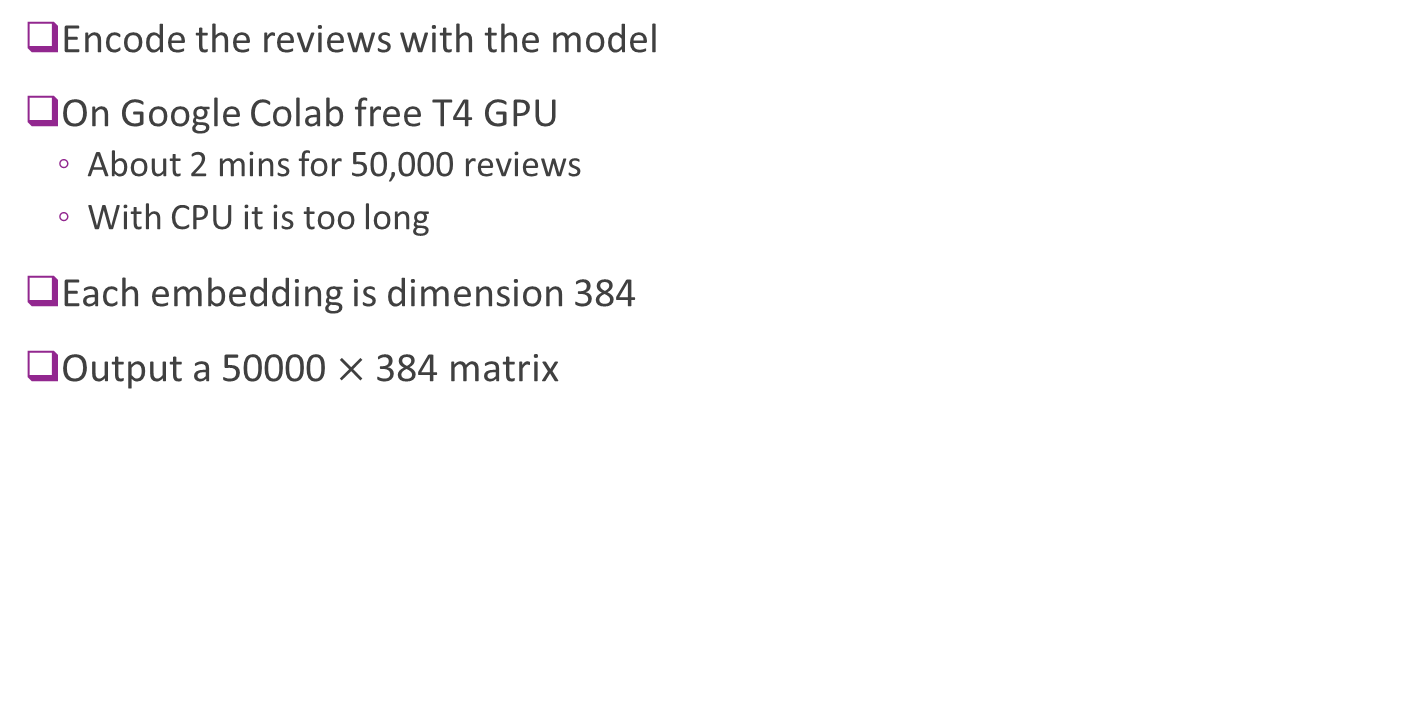 ❑Encode the reviews with the model
❑On Google Colab free T4 GPU
◦ About 2 mins for 50,000 reviews
◦ With CPU it is too long
❑Each embedding is dimension 384
❑Output a 50000 × 384 matrix